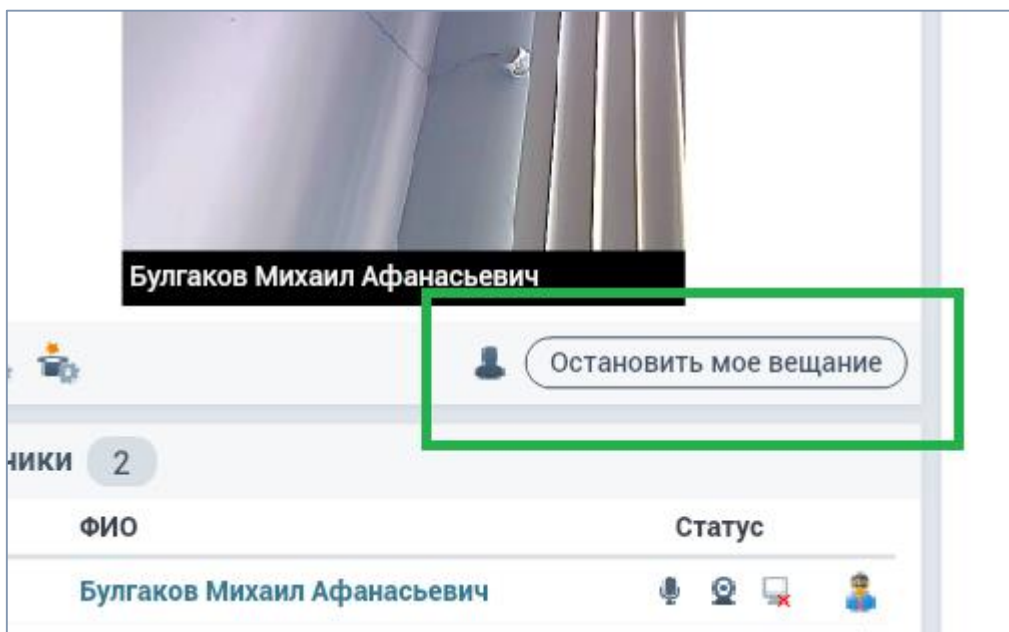 Булгаков Михаил Афанасьевич
Остановить мое вещание
ники 2
ФИО Статус
Булгаков Михаил Афанасьевич